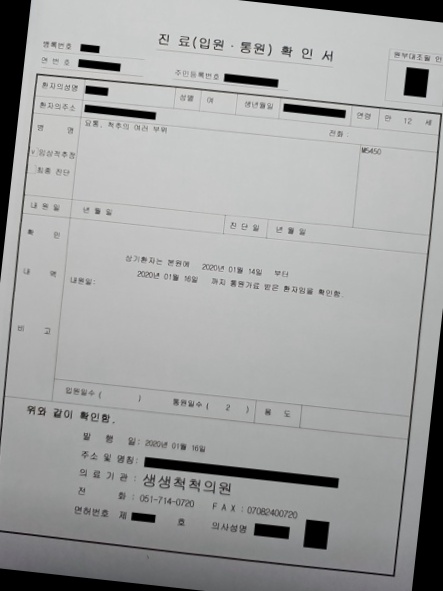 진 료(입원 · 통원) 확 인 서
병록번호
원부대조필 인
연 번 호
주민등록번호
환자의성명 성별 여 생년월일 연령 만 12 세
환자의주소 전화 :
병 명 요통, 척추의 여러 부위 M5450
임상적추정
최종 진단
내 원 일 년 월 일 진 단 일 년 월 일
확 인
상기환자는 본원에 2020년 01월 14일 부터
내 역 내원일: 2020년 01월 16일 까지 통원가료 받은 환자임을 확인함.
비 고
입원일수 ( ) 통원일수 ( 2 ) 용 도
위와 같이 확인함.
발 행 일: 2020년 01월 16일
주소 및 명칭:
의 료 기 관 : 생생척척의원
전 화 : 051-714-0720 F A X : 07082400720
면허번호 제 호 의사성명